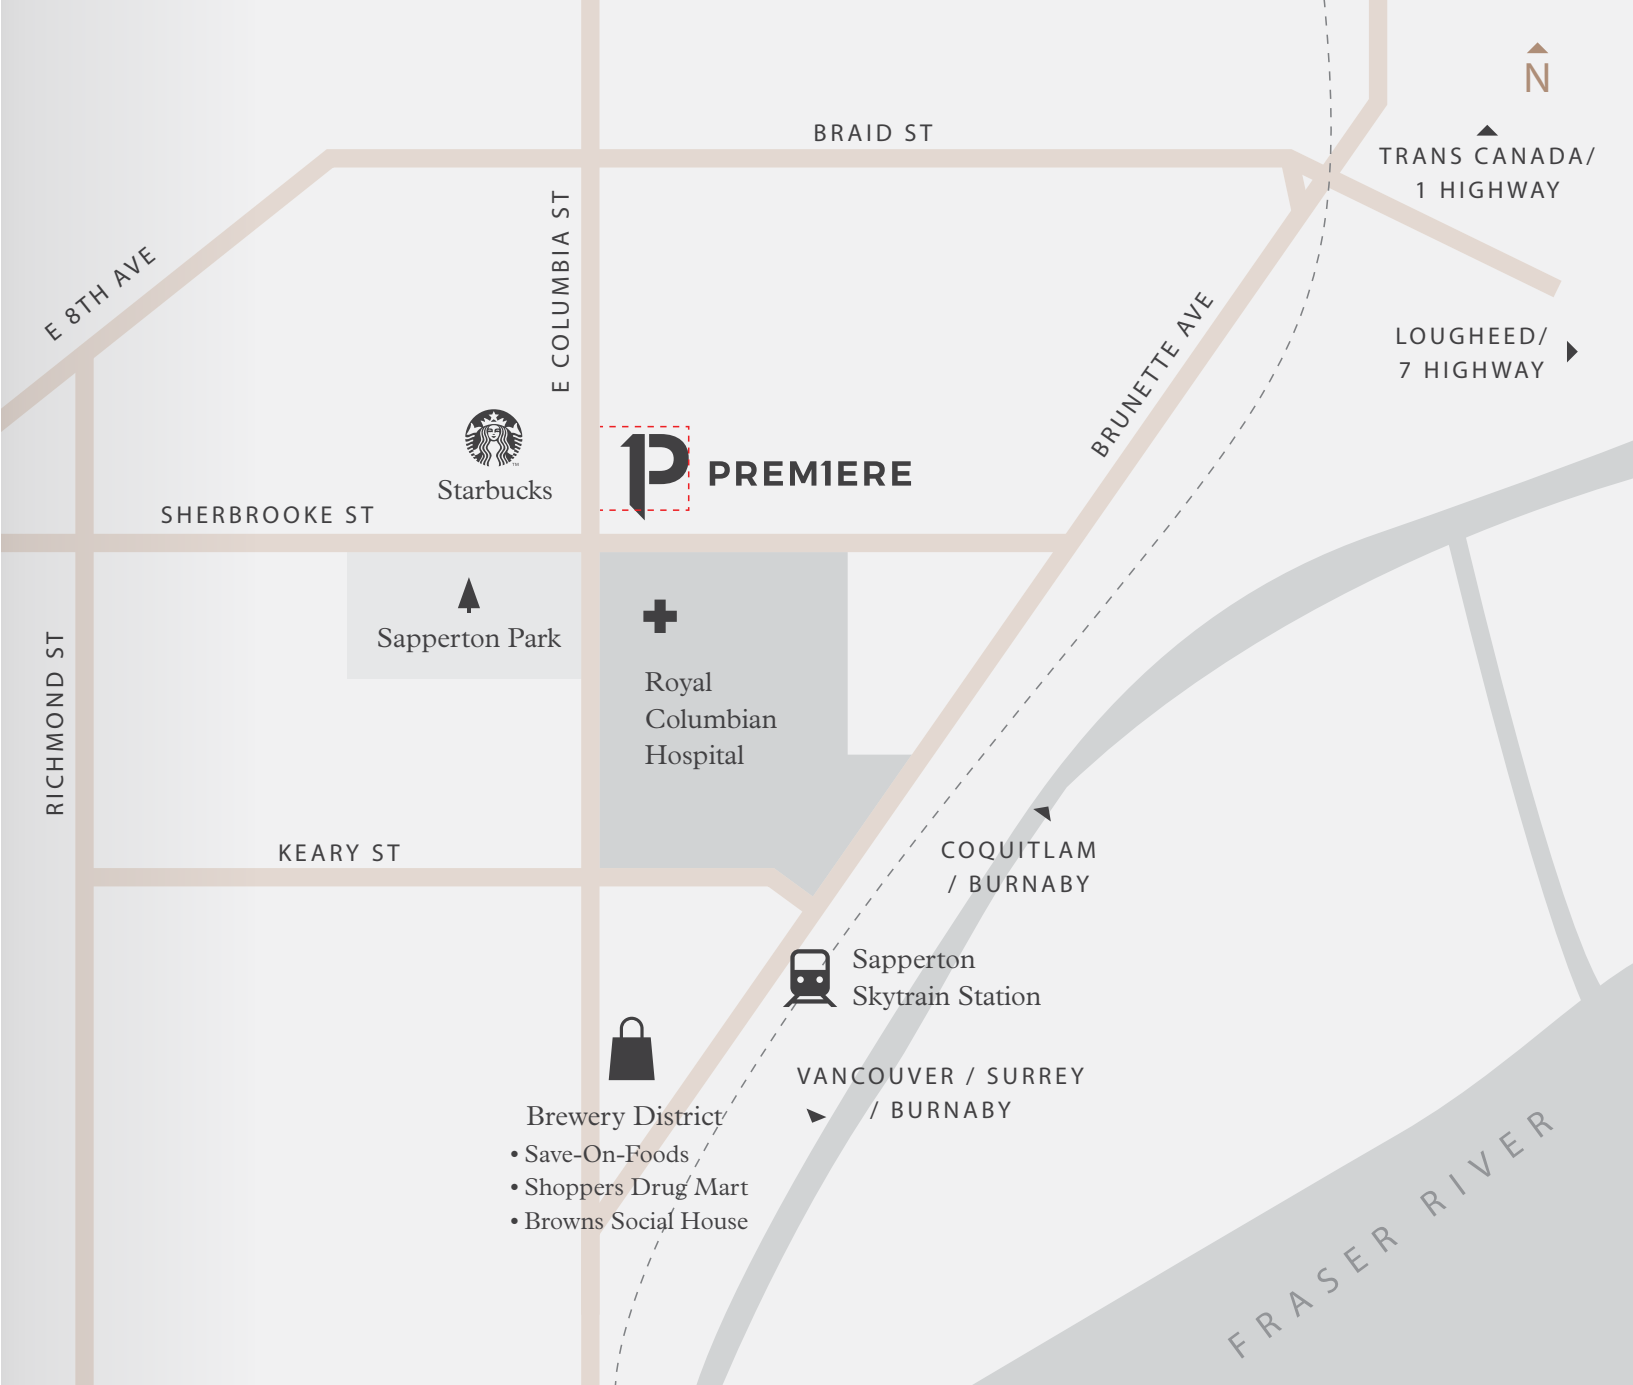 N
BRAID ST
TRANS CANADA/
1 HIGHWAY
E COLUMBIA ST
E 8TH AVE
BRUNETTE AVE
LOUGHEED/
7 HIGHWAY
TM
Starbucks
PREM1ERE
SHERBROOKE ST
Sapperton Park
RICHMOND ST
Royal
Columbian
Hospital
KEARY ST
COQUITLAM
/ BURNABY
Sapperton
Skytrain Station
VANCOUVER / SURREY
/ BURNABY
Brewery District
• Save-On-Foods
• Shoppers Drug Mart
• Browns Social House
FRASER RIVER